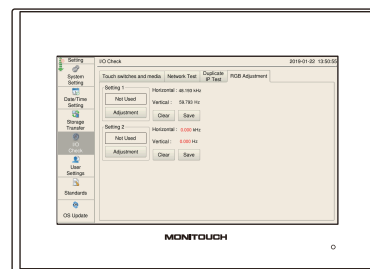 Setting
I/O Check
2019-01-22 13:50:55
System
Setting
Date/Time
Setting
Storage
Transfer
I/O
Check
User
Settings
Standards
OS Update
Touch switches and media
Network Test
Duplicate
IP Test
RGB Adjustment
Setting 1
Not Used
Adjustment
Horizontal : 48.193 kHz
Vertical : 59.793 Hz
Clear
Save
Setting 2
Not Used
Adjustment
Horizontal : 0.000 kHz
Vertical : 0.000 Hz
Clear
Save
MONITOUCH